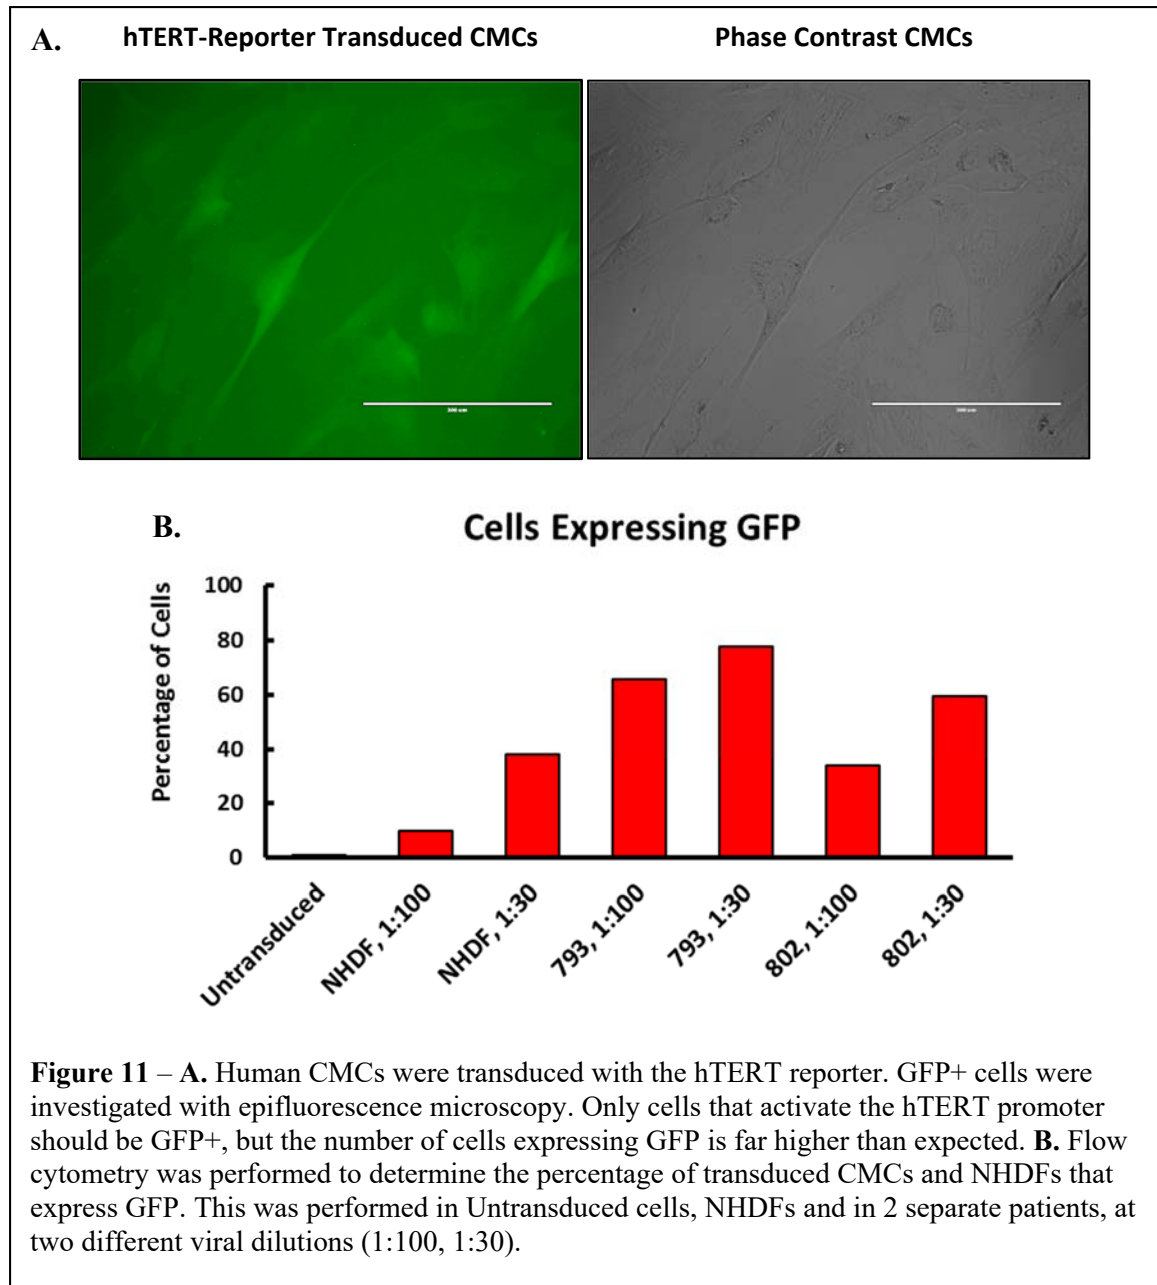 A. hTERT-Reporter Transduced CMCs Phase Contrast CMCs
B. Cells Expressing GFP
Percentage of Cells
100
80
60
40
20
0
Untransduced
NHDF, 1:100
NHDF, 1:30
793, 1:100
793, 1:30
802, 1:100
802, 1:30
Figure 11 – A. Human CMCs were transduced with the hTERT reporter. GFP+ cells were
investigated with epifluorescence microscopy. Only cells that activate the hTERT promoter
should be GFP+, but the number of cells expressing GFP is far higher than expected. B. Flow
cytometry was performed to determine the percentage of transduced CMCs and NHDFs that
express GFP. This was performed in Untransduced cells, NHDFs and in 2 separate patients, at
two different viral dilutions (1:100, 1:30).